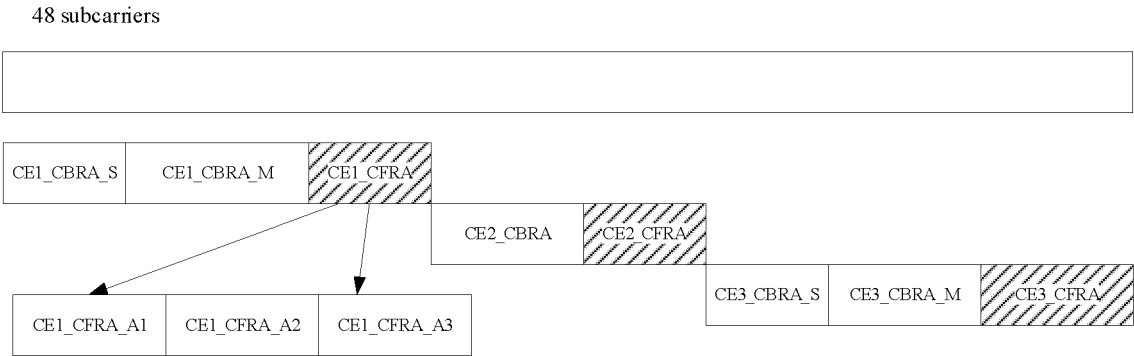 48 subcarriers
CE1_CBRA_S
CE1_CBRA_M
CE1_CFRA
CE2_CBRA
CE2_CFRA
CE3_CBRA_S
CE3_CBRA_M
CE3_CFRA
CE1_CFRA_A1
CE1_CFRA_A2
CE1_CFRA_A3